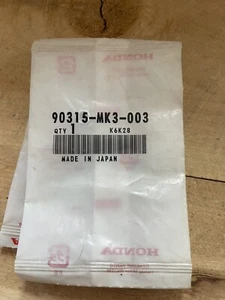 HONDA
90315-MK3-003
QTY 1 K6K28
MADE IN JAPAN
HONDA